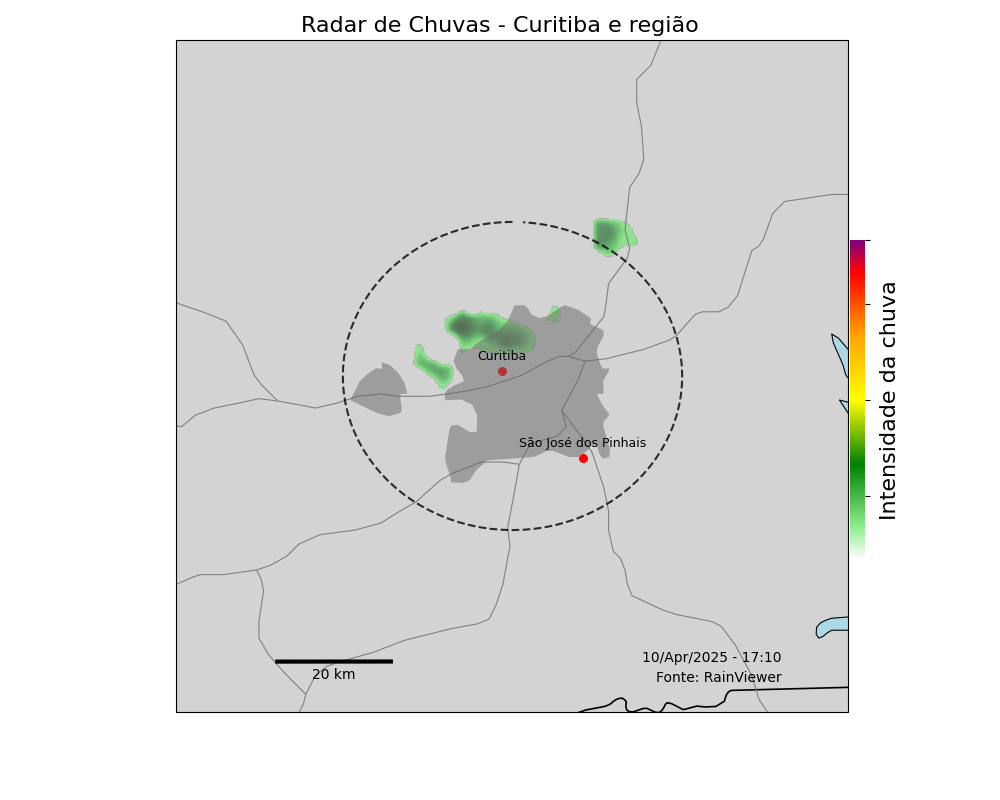 Radar de Chuvas - Curitiba e região
Curitiba
São José dos Pinhais
Intensidade da chuva
10/Apr/2025 - 17:10
20 km
Fonte: RainViewer